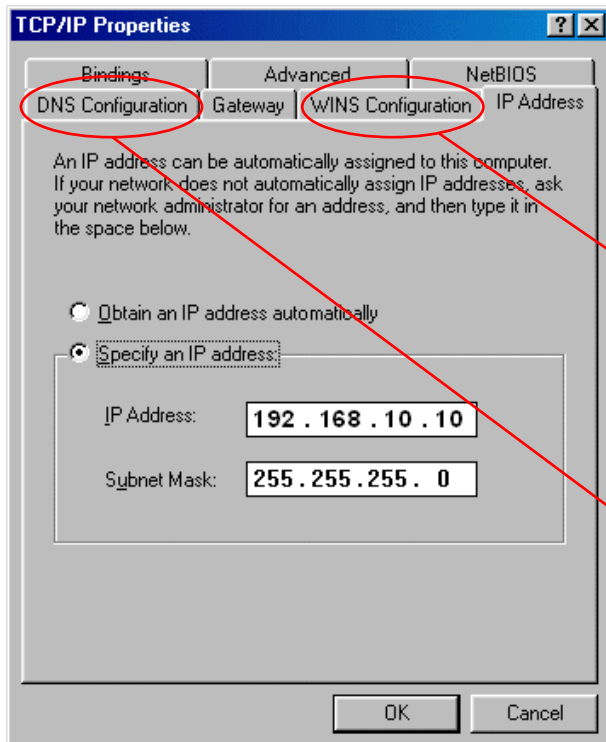 TCP/IP Properties
Bindings Advanced NetBIOS
DNS Configuration Gateway WINS Configuration IP Address
An IP address can be automatically assigned to this computer.
If your network does not automatically assign IP addresses, ask
your network administrator for an address, and then type it in
the space below.
Obtain an IP address automatically
Specify an IP address:
IP Address: 192 . 168 . 10 . 10
Subnet Mask: 255 . 255 . 255 . 0
OK Cancel